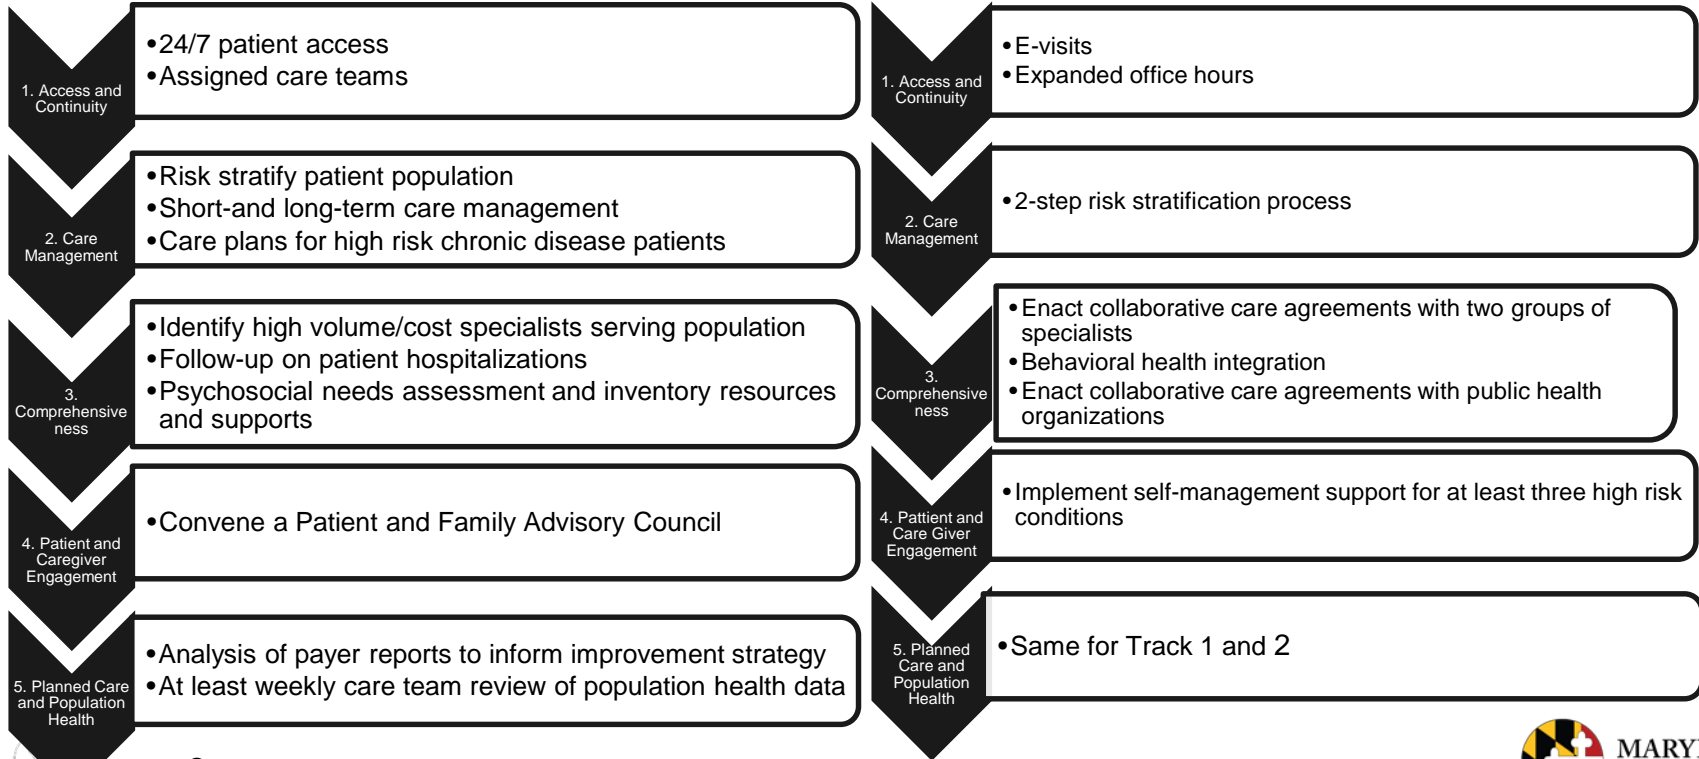 1. Access and
Continuity
•24/7 patient access
•Assigned care teams
2. Care
Management
•Risk stratify patient population
•Short-and long-term care management
•Care plans for high risk chronic disease patients
3.
Comprehensive
ness
•Identify high volume/cost specialists serving population
•Follow-up on patient hospitalizations
•Psychosocial needs assessment and inventory resources
and supports
4. Patient and
Caregiver
Engagement
•Convene a Patient and Family Advisory Council
5. Planned Care
and Population
Health
•Analysis of payer reports to inform improvement strategy
•At least weekly care team review of population health data
1. Access and
Continuity
•E-visits
•Expanded office hours
2. Care
Management
•2-step risk stratification process
3.
Comprehensive
ness
•Enact collaborative care agreements with two groups of
specialists
•Behavioral health integration
•Enact collaborative care agreements with public health
organizations
4. Pattient and
Care Giver
Engagement
•Implement self-management support for at least three high risk
conditions
5. Planned
Care and
Population
Health
•Same for Track 1 and 2